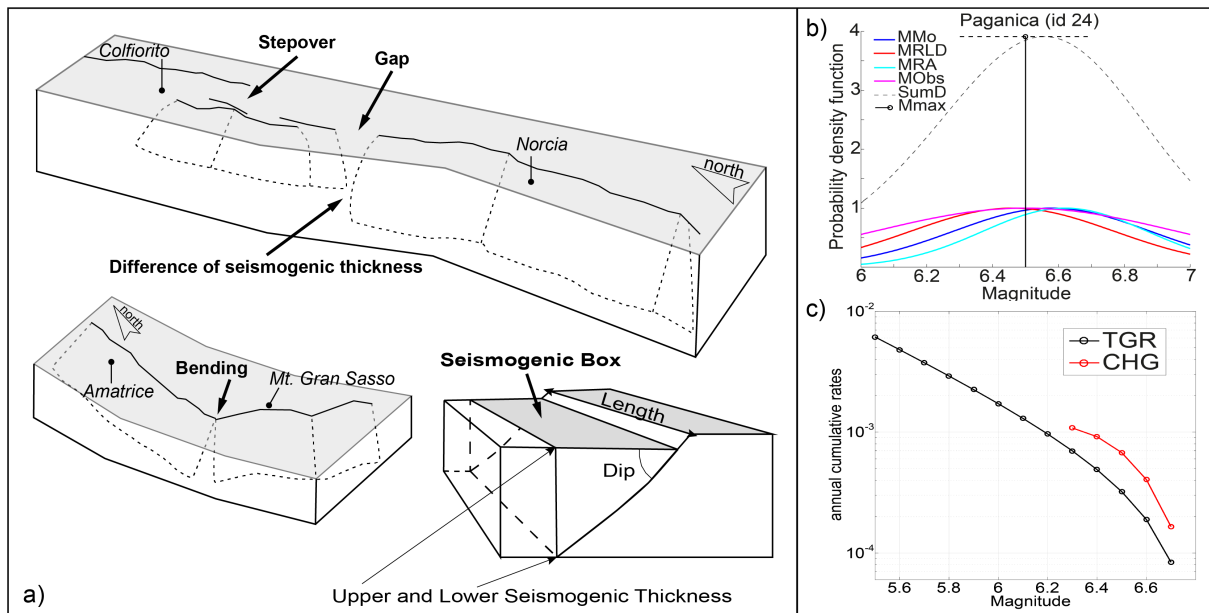 a)
Colfiorito
Stepover
Gap
Norcia
north
Difference of seismogenic thickness
north
Amatrice
Bending
Mt. Gran Sasso
Seismogenic Box
Length
Dip
Upper and Lower Seismogenic Thickness
b)
Paganica (id 24)
MMo
MRLD
MRA
MObs
SumD
Mmax
Probability density function
4
3
2
1
6
6.2
6.4
6.6
6.8
7
Magnitude
c)
TGR
CHG
annual cumulative rates
10-2
10-3
10-4
5.6
5.8
6
6.2
6.4
6.6
Magnitude